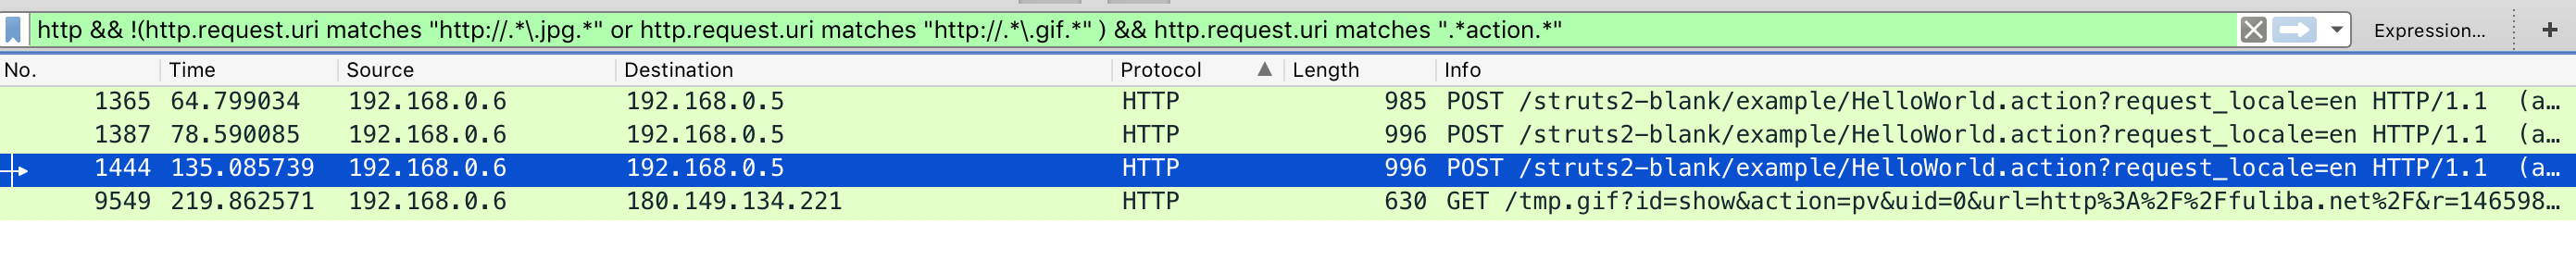 http && !(http.request.uri matches "http://.*\.jpg.*" or http.request.uri matches "http://.*\.gif.*" ) && http.request.uri matches ".*action.*" Expression... +
No. Time Source Destination Protocol Length Info
1365 64.799034 192.168.0.6 192.168.0.5 HTTP 985 POST /struts2-blank/example/HelloWorld.action?request_locale=en HTTP/1.1 (a…
1387 78.590085 192.168.0.6 192.168.0.5 HTTP 996 POST /struts2-blank/example/HelloWorld.action?request_locale=en HTTP/1.1 (a…
1444 135.085739 192.168.0.6 192.168.0.5 HTTP 996 POST /struts2-blank/example/HelloWorld.action?request_locale=en HTTP/1.1 (a…
9549 219.862571 192.168.0.6 180.149.134.221 HTTP 630 GET /tmp.gif?id=show&action=pv&uid=0&url=http%3A%2F%2Ffuliba.net%2F&r=146598…